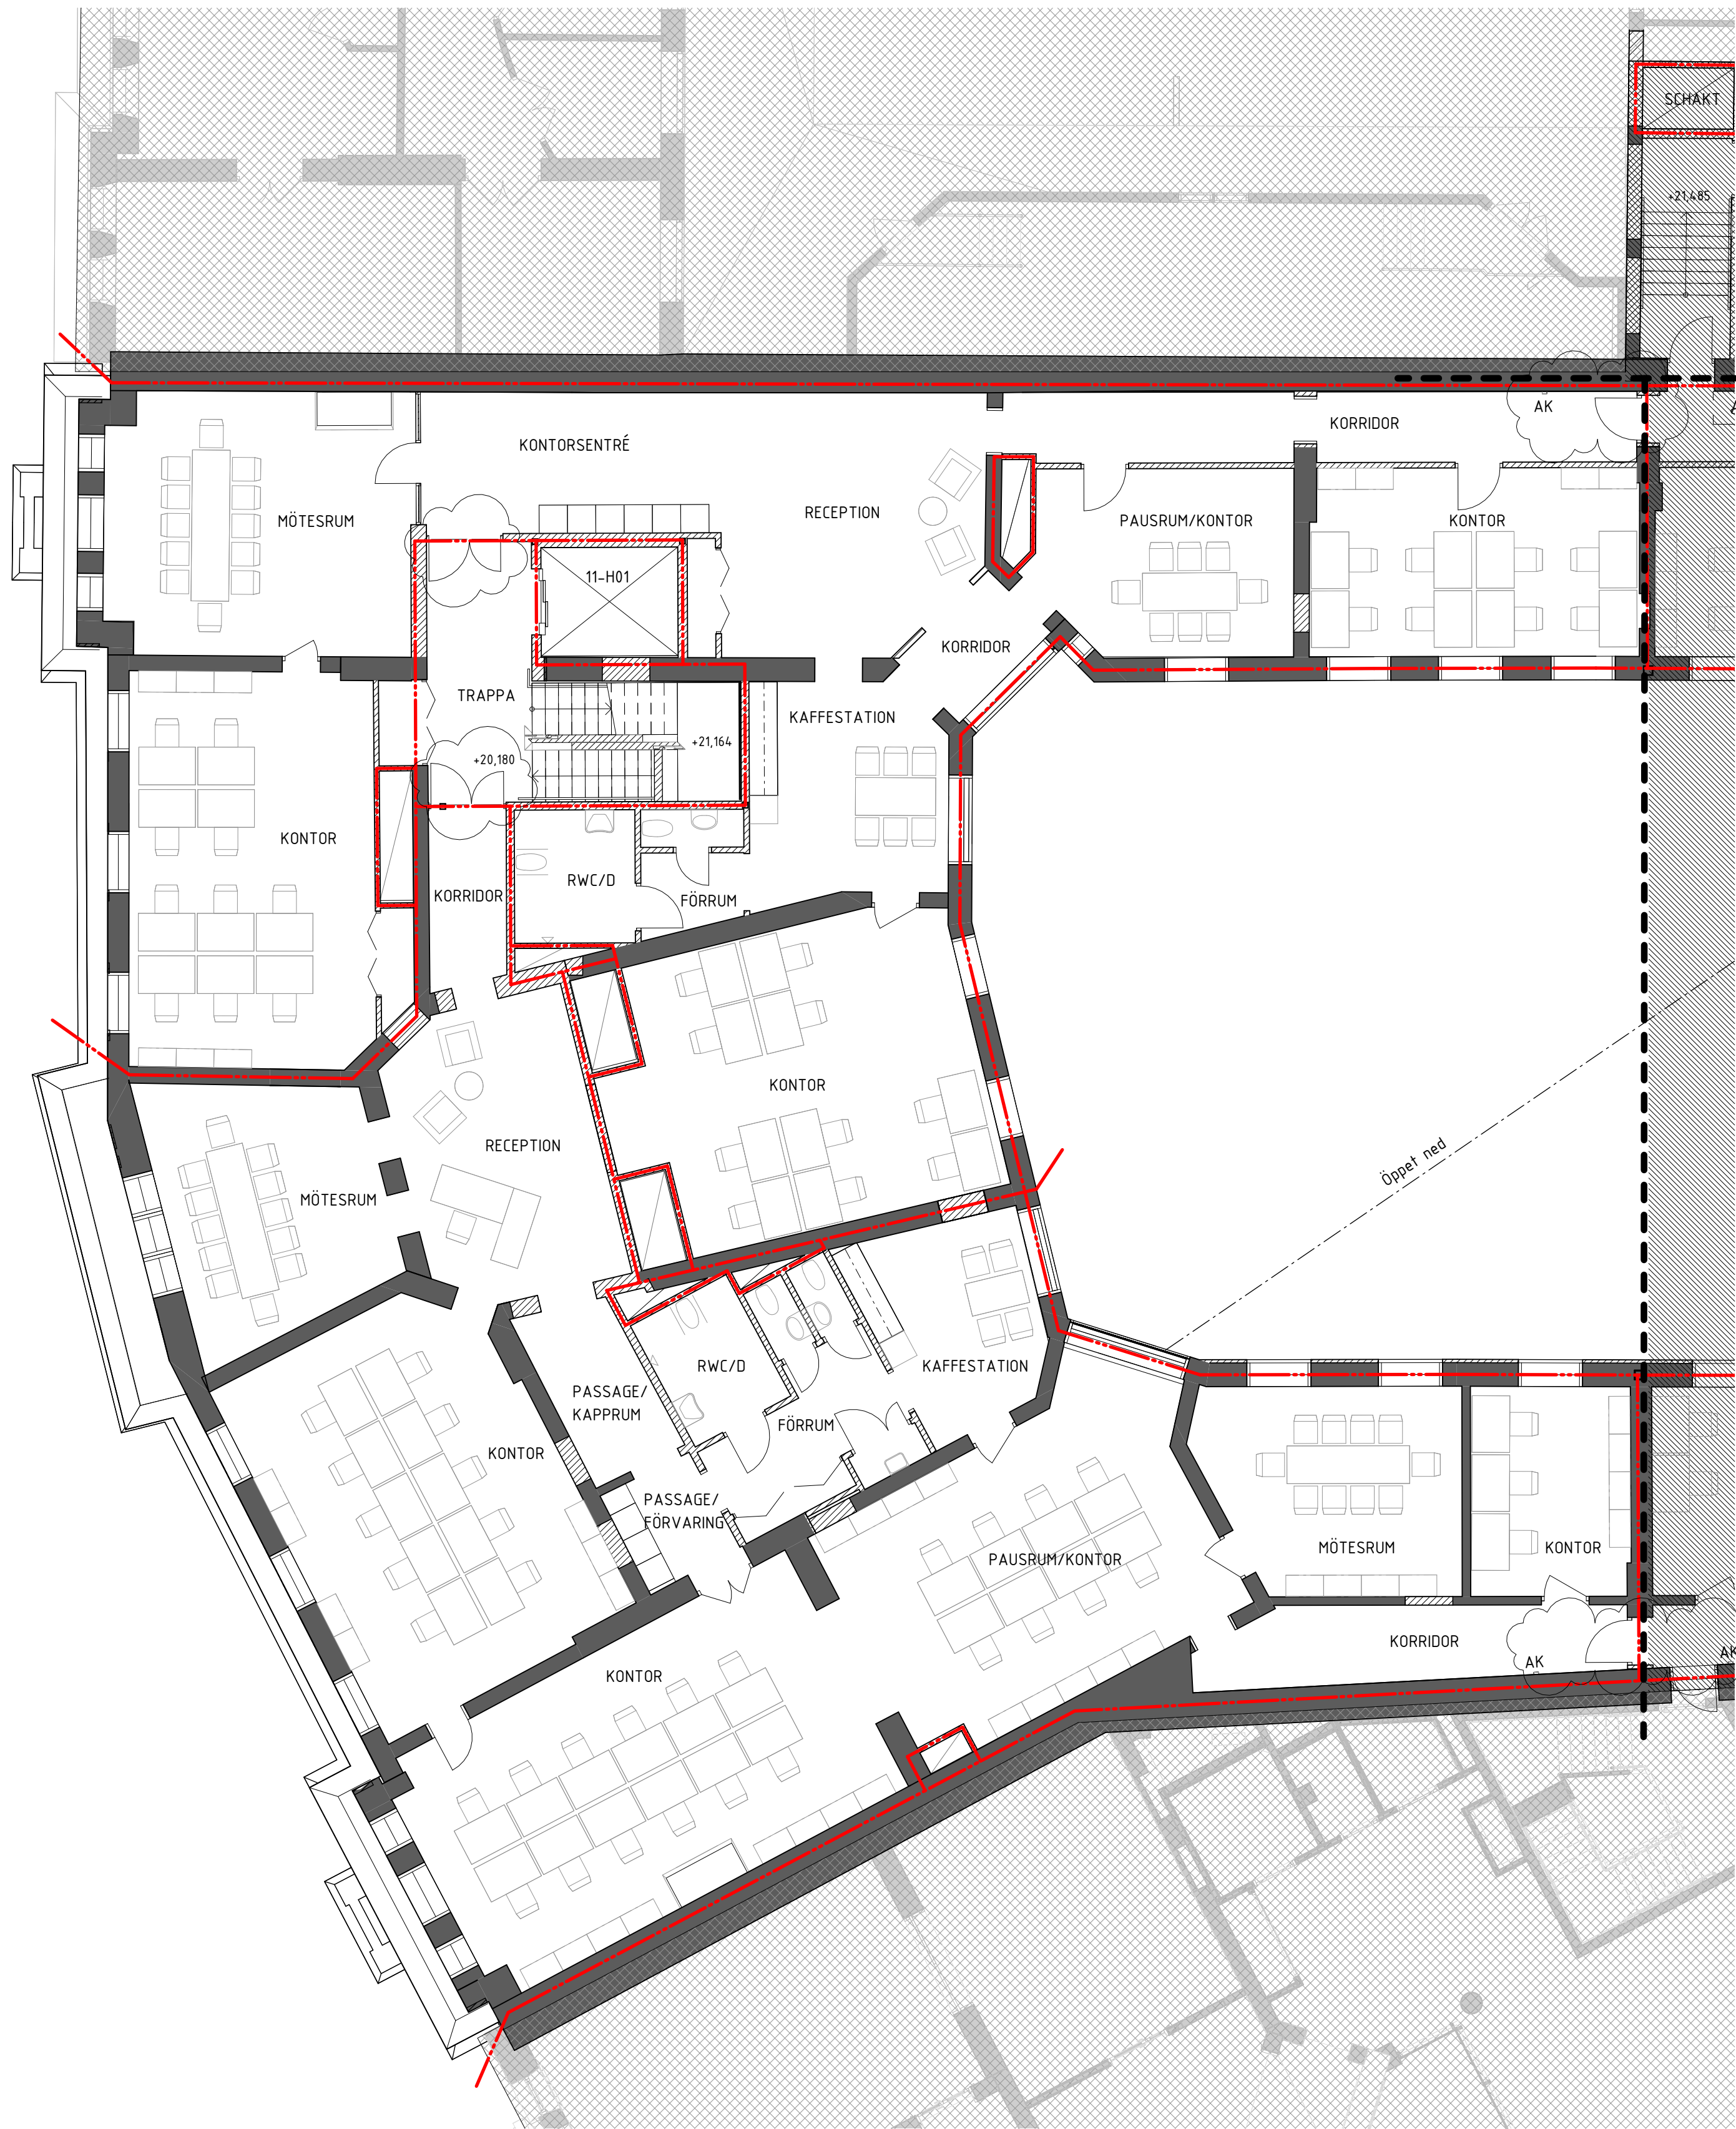 SCHAKT
+21,485
AK
KORRIDOR
KONTORSENTRÉ
RECEPTION
MÖTESRUM
PAUSRUM/KONTOR
KONTOR
11-H01
KORRIDOR
TRAPPA
KAFFESTATION
+21,164
+20,180
KONTOR
RWC/D
KORRIDOR
FÖRRUM
KONTOR
RECEPTION
Öppet ned
MÖTESRUM
RWC/D
KAFFESTATION
PASSAGE/
KAPPRUM
FÖRRUM
KONTOR
PASSAGE/
FÖRVARING
MÖTESRUM
KONTOR
PAUSRUM/KONTOR
KORRIDOR
AK
AK
KONTOR